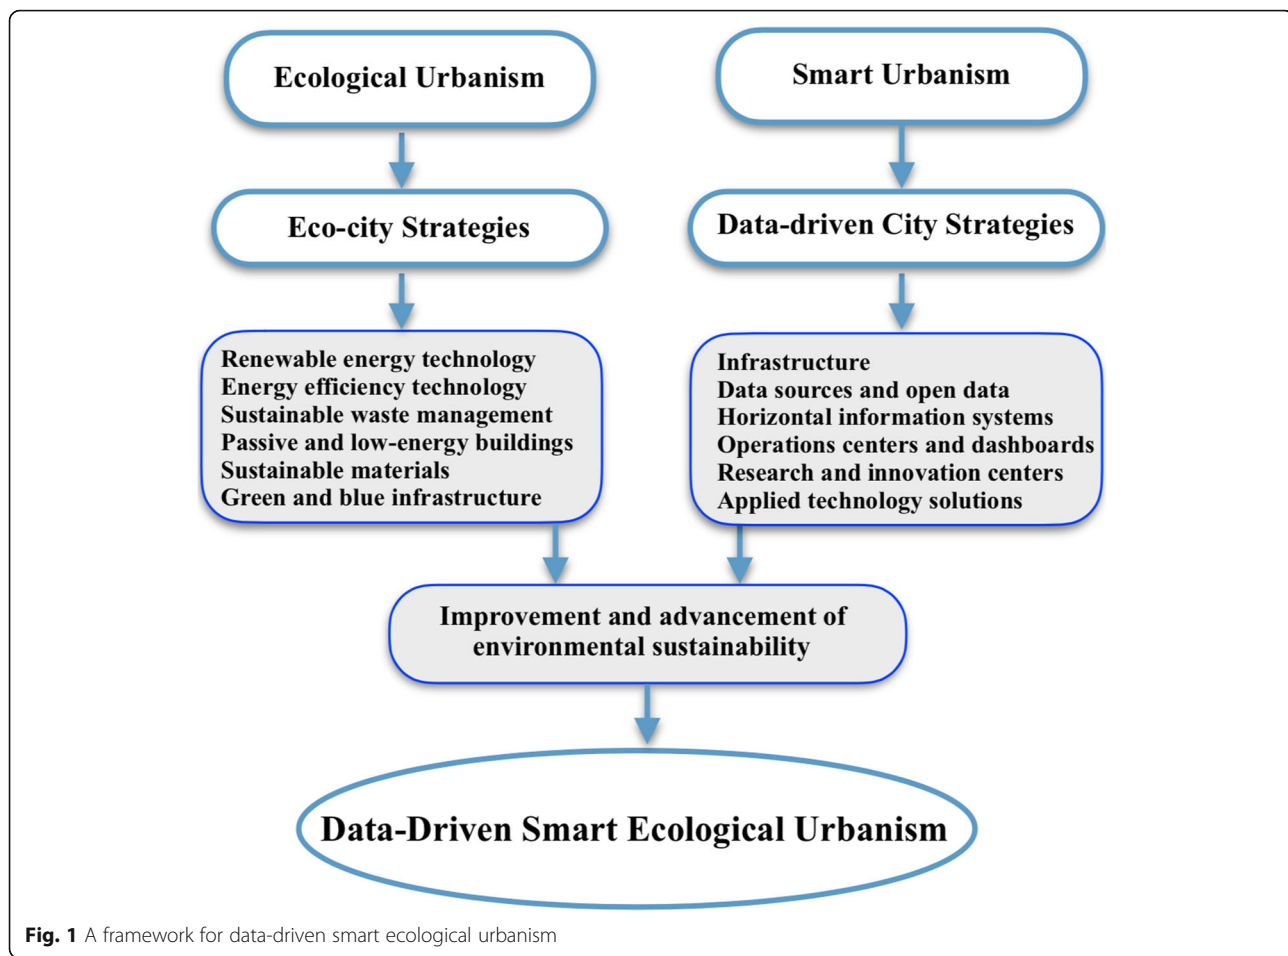 Ecological Urbanism
Smart Urbanism
Eco-city Strategies
Data-driven City Strategies
Renewable energy technology
Energy efficiency technology
Sustainable waste management
Passive and low-energy buildings
Sustainable materials
Green and blue infrastructure
Infrastructure
Data sources and open data
Horizontal information systems
Operations centers and dashboards
Research and innovation centers
Applied technology solutions
Improvement and advancement of
environmental sustainability
Data-Driven Smart Ecological Urbanism
Fig. 1 A framework for data-driven smart ecological urbanism